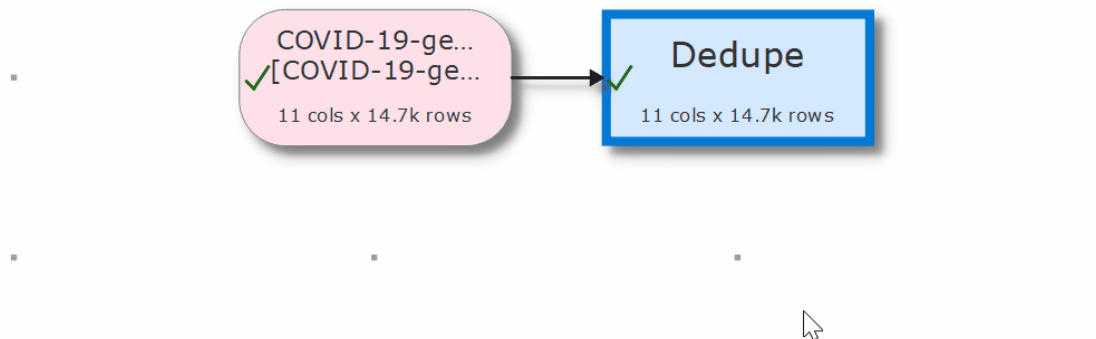 COVID-19-ge...
[COVID-19-ge...
11 cols x 14.7k rows
Dedupe
11 cols x 14.7k rows